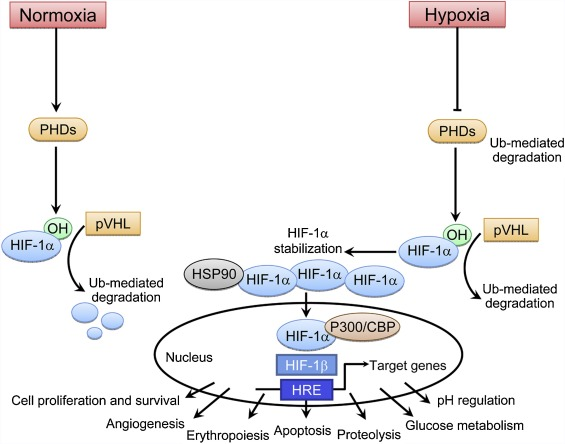 Normoxia
Hypoxia
PHDs
PHDs
Ub-mediated
degradation
OH
pVHL
HIF-1α
Ub-mediated
degradation
OH
pVHL
HIF-1α
Ub-mediated
degradation
HIF-1α
stabilization
HSP90
HIF-1α
HIF-1α
HIF-1α
HIF-1α
P300/CBP
Nucleus
HIF-1β
Target genes
HRE
Cell proliferation and survival
Angiogenesis
Erythropoiesis
Apoptosis
Proteolysis
Glucose metabolism
pH regulation